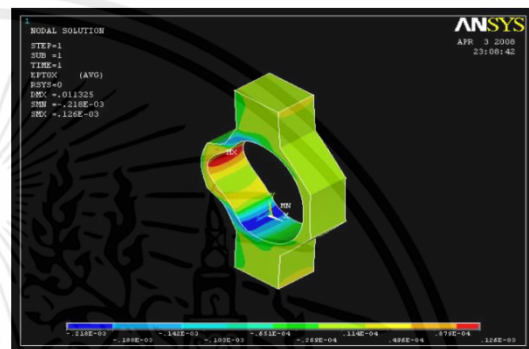 1
NODAL SOLUTION
STEP=1
SUB =1
TIME=1
EPTOX (AVG)
RSYS=0
DMX =.011325
SMN =-.218E-03
SMX =.126E-03
ANSYS
APR 3 2008
23:08:42
MX
MN
-.218E-03 -.142E-03 -.651E-04 .114E-04 .879E-04
-.180E-03 -.103E-03 -.269E-04 .496E-04 .126E-03